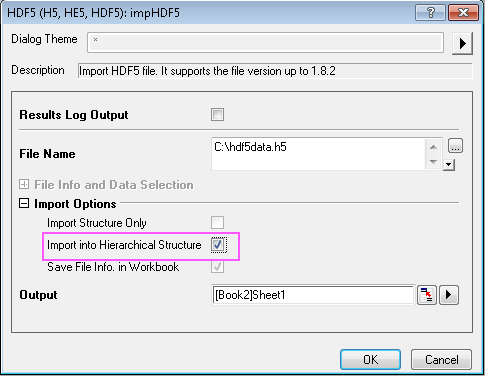 HDF5 (H5, HE5, HDF5): impHDF5
?
Dialog Theme *
Description Import HDF5 file. It supports the file version up to 1.8.2
Results Log Output
File Name C:\hdf5data.h5 ...
File Info and Data Selection
Import Options
Import Structure Only
Import into Hierarchical Structure
Save File Info. in Workbook
Output [Book2]Sheet1
OK Cancel